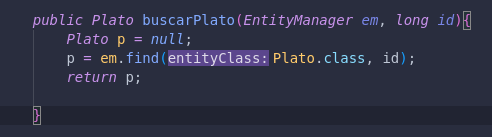 public Plato buscarPlato(EntityManager em, long id){
Plato p = null;
p = em.find(entityClass: Plato.class, id);
return p;
}